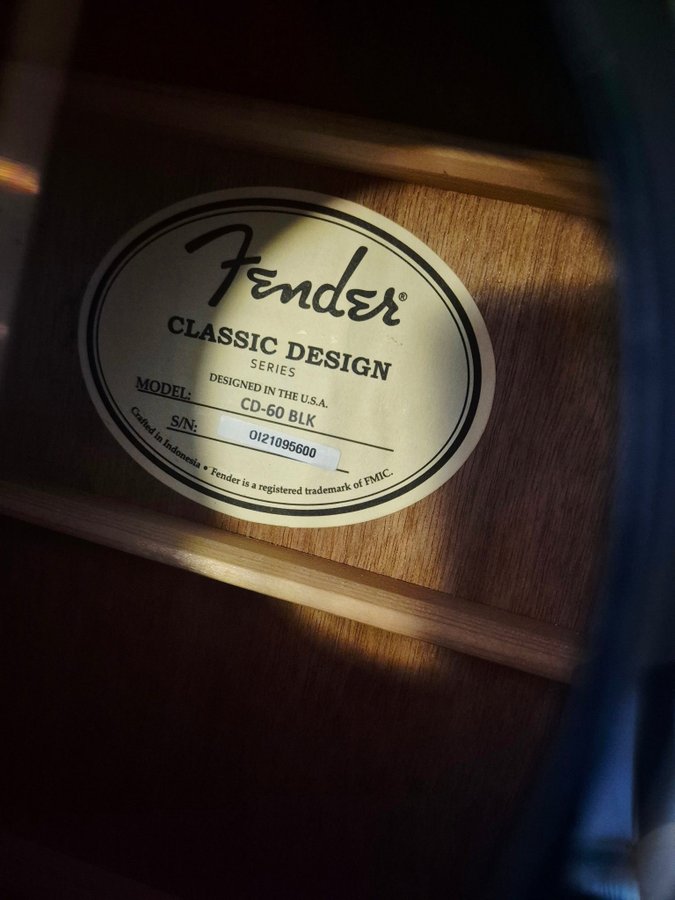 Fender®
CLASSIC DESIGN
SERIES
DESIGNED IN THE U.S.A.
MODEL: CD-60 BLK
S/N: OI21095600
Crafted in Indonesia • Fender is a registered trademark of FMIC.